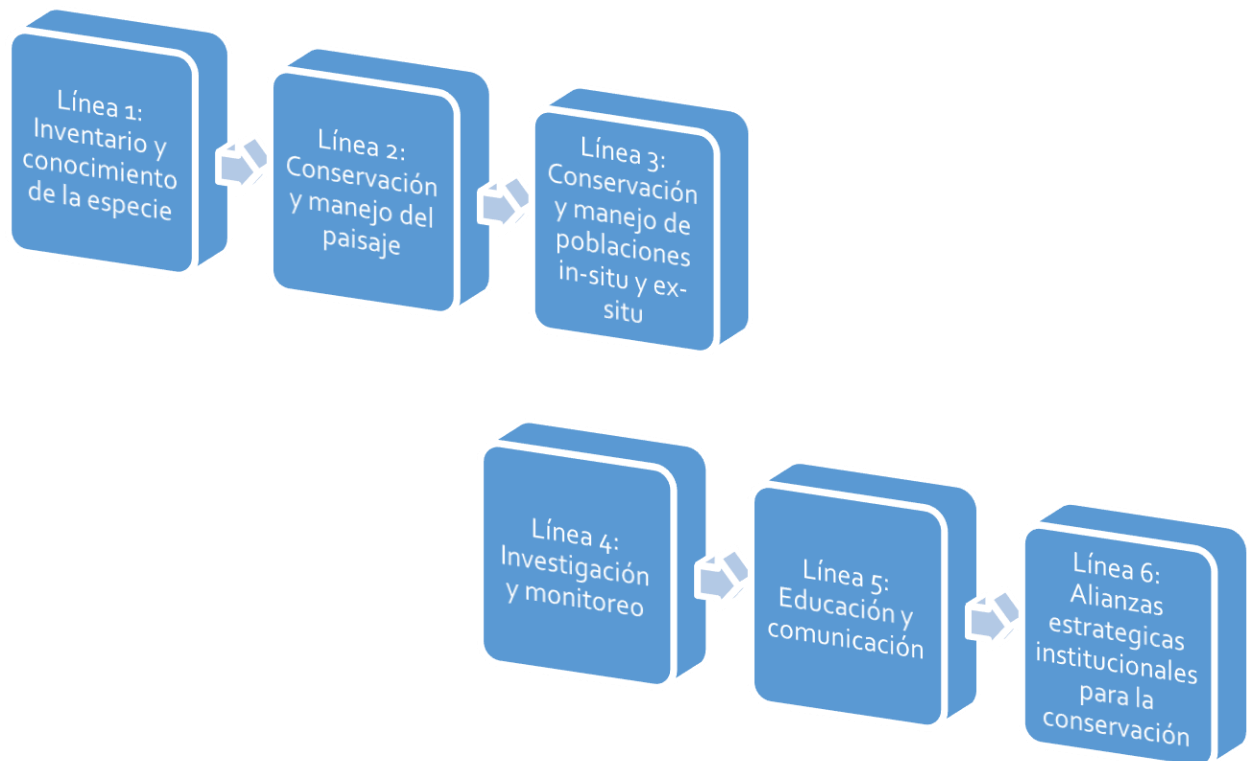 Línea 1:
Inventario y
conocimiento
de la especie
Línea 2:
Conservación
y manejo del
paisaje
Línea 3:
Conservación
y manejo de
poblaciones
in-situ y ex-
situ
Línea 4:
Investigación
y monitoreo
Línea 5:
Educación y
comunicación
Línea 6:
Alianzas
estrategicas
institucionales
para la
conservación